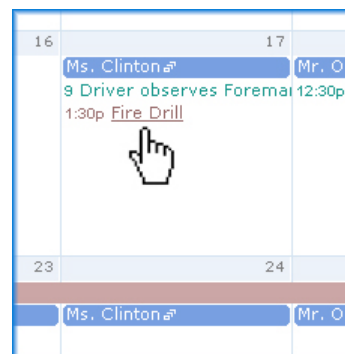 16 17
Ms. Clinton Mr. O
9 Driver observes Forema 12:30p
1:30p Fire Drill
23 24
Ms. Clinton Mr. O